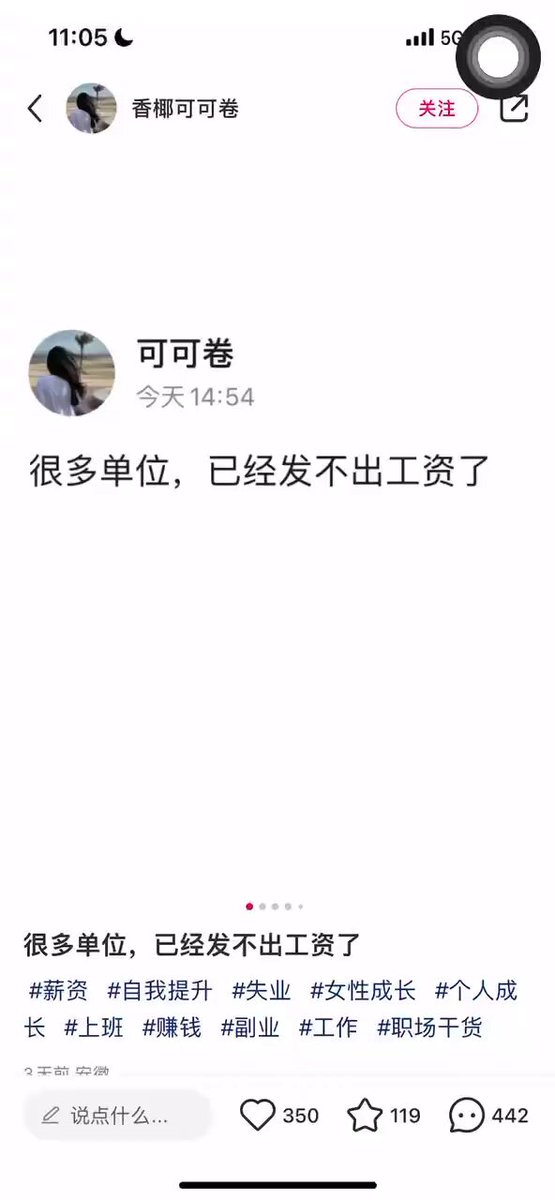 11:05
5G
香椰可可卷
关注
可可卷
今天 14:54
很多单位，已经发不出工资了
很多单位，已经发不出工资了
#薪资 #自我提升 #失业 #女性成长 #个人成
长 #上班 #赚钱 #副业 #工作 #职场干货
3天前 安徽
说点什么...
350
119
442